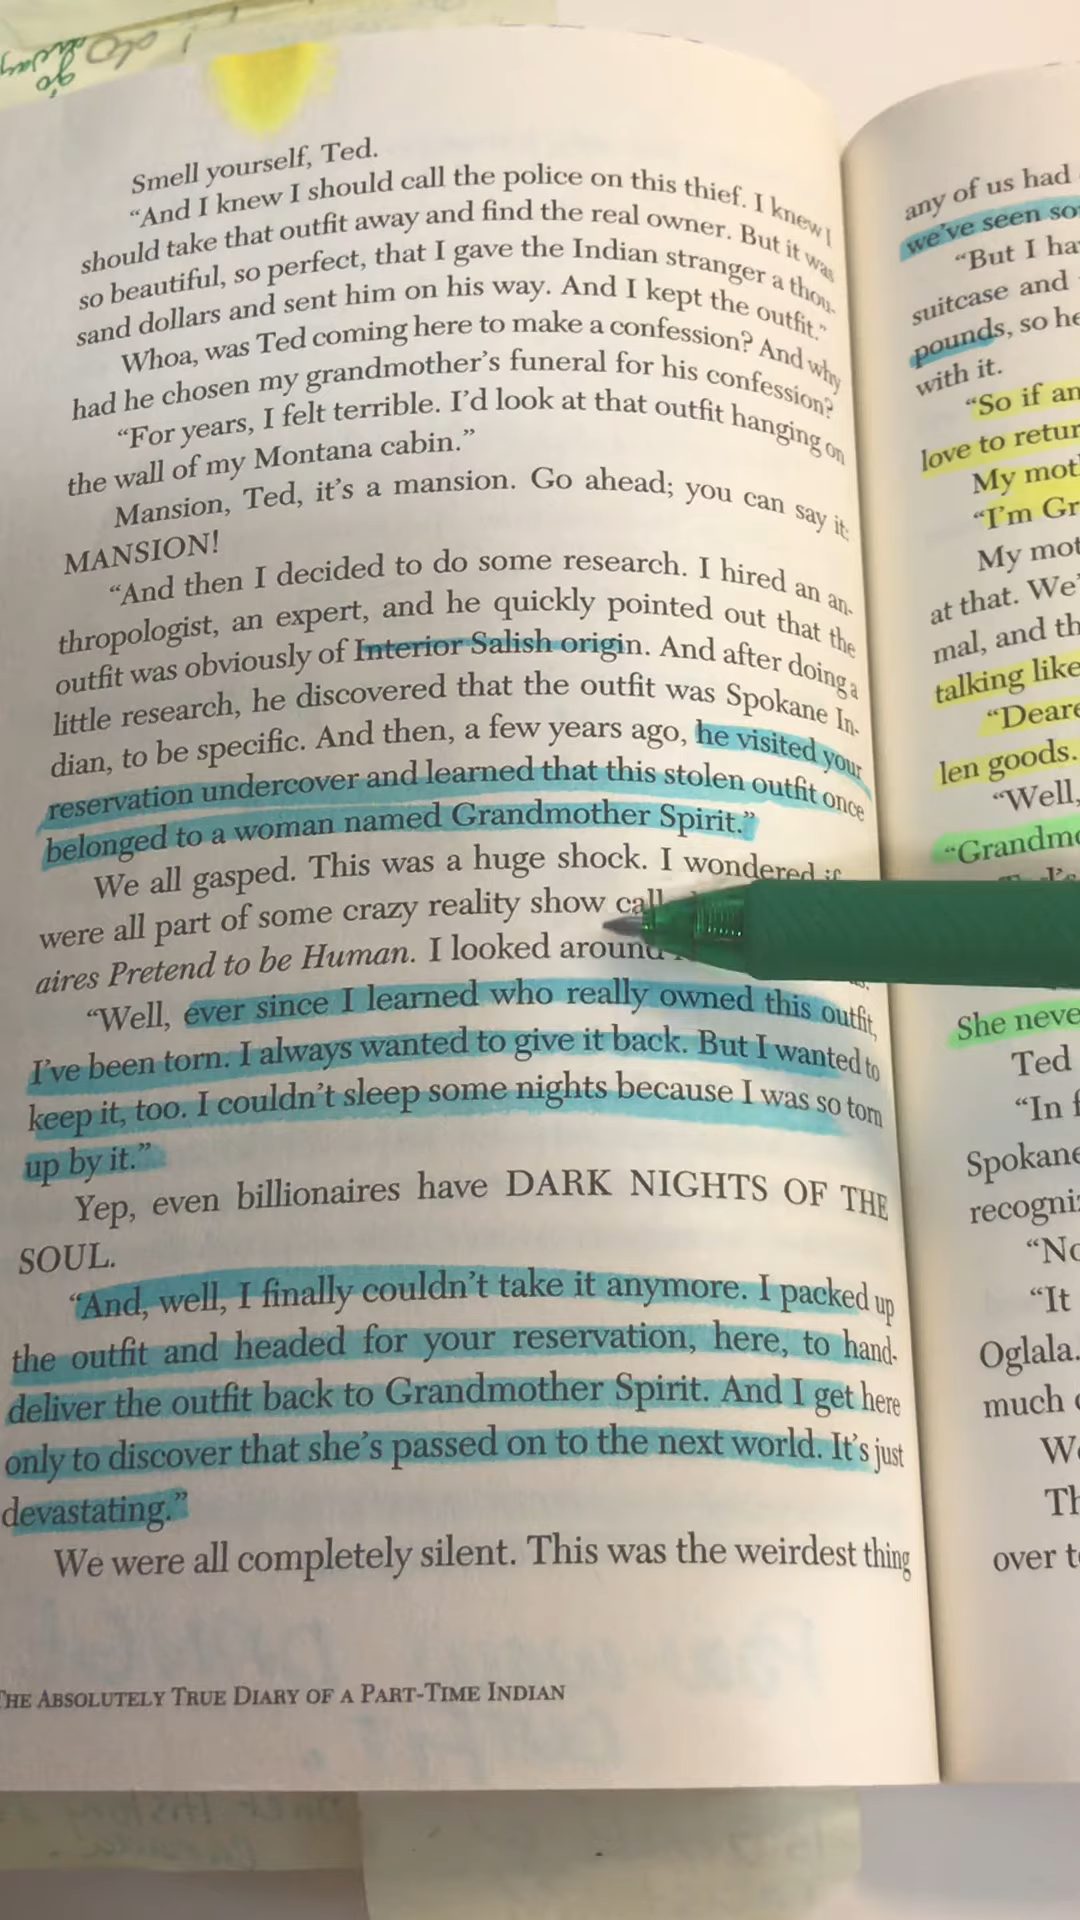 go
always
I do
Smell yourself, Ted.
“And I knew I should call the police on this thief. I knew I
should take that outfit away and find the real owner. But it was
so beautiful, so perfect, that I gave the Indian stranger a thou-
sand dollars and sent him on his way. And I kept the outfit.”
Whoa, was Ted coming here to make a confession? And why
had he chosen my grandmother’s funeral for his confession?
“For years, I felt terrible. I’d look at that outfit hanging on
the wall of my Montana cabin.”
Mansion, Ted, it’s a mansion. Go ahead; you can say it:
MANSION!
“And then I decided to do some research. I hired an an-
thropologist, an expert, and he quickly pointed out that the
outfit was obviously of Interior Salish origin. And after doing a
little research, he discovered that the outfit was Spokane In-
dian, to be specific. And then, a few years ago, he visited your
reservation undercover and learned that this stolen outfit once
belonged to a woman named Grandmother Spirit.”
We all gasped. This was a huge shock. I wondered if
were all part of some crazy reality show call
aires Pretend to be Human. I looked around
“Well, ever since I learned who really owned this outfit,
I’ve been torn. I always wanted to give it back. But I wanted to
keep it, too. I couldn’t sleep some nights because I was so torn
up by it.”
Yep, even billionaires have DARK NIGHTS OF THE
SOUL.
“And, well, I finally couldn’t take it anymore. I packed up
the outfit and headed for your reservation, here, to hand-
deliver the outfit back to Grandmother Spirit. And I get here
only to discover that she’s passed on to the next world. It’s just
devastating.”
We were all completely silent. This was the weirdest thing
THE ABSOLUTELY TRUE DIARY OF A PART-TIME INDIAN
any of us had
we’ve seen so
“But I ha
suitcase and
pounds, so he
with it.
“So if an
love to retur
My mot
“I’m Gr
My mot
at that. We’
mal, and th
talking like
“Deare
len goods.
“Well,
“Grandmo
She neve
Ted
“In f
Spokane
recogni
“No
“It
Oglala.
much
We
Th
over t